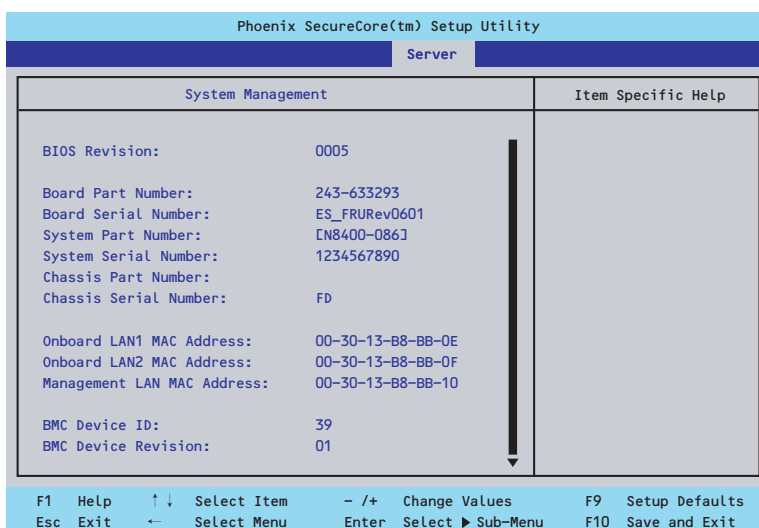 Phoenix SecureCore(tm) Setup Utility
Server
System Management
Item Specific Help
BIOS Revision: 0005
Board Part Number: 243-633293
Board Serial Number: ES_FRURev0601
System Part Number: [N8400-086]
System Serial Number: 1234567890
Chassis Part Number:
Chassis Serial Number: FD
Onboard LAN1 MAC Address: 00-30-13-B8-BB-0E
Onboard LAN2 MAC Address: 00-30-13-B8-BB-0F
Management LAN MAC Address: 00-30-13-B8-BB-10
BMC Device ID: 39
BMC Device Revision: 01
F1 Help ↑↓ Select Item - /+ Change Values F9 Setup Defaults
Esc Exit ← Select Menu Enter Select ▶ Sub-Menu F10 Save and Exit